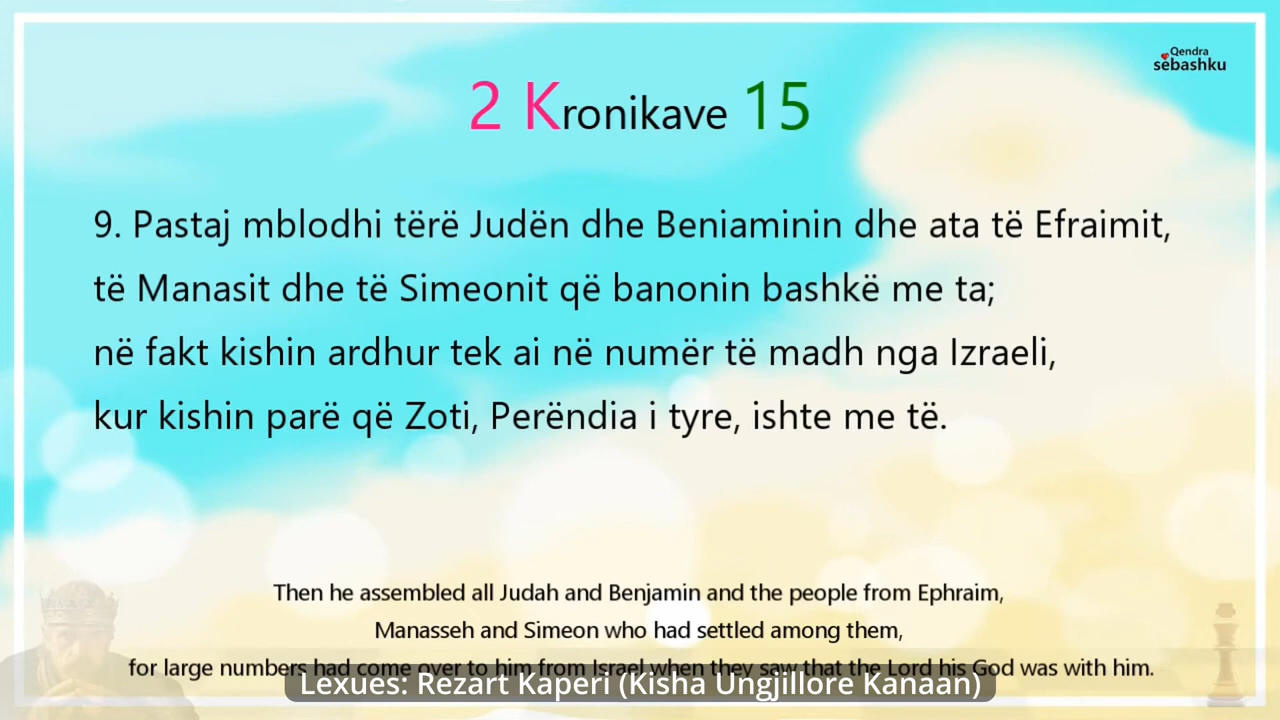 Qendra
sëbashku
2 Kronikave 15
9. Pastaj mblodhi tërë Judën dhe Beniaminin dhe ata të Efraimit,
të Manasit dhe të Simeonit që banonin bashkë me ta;
në fakt kishin ardhur tek ai në numër të madh nga Izraeli,
kur kishin parë që Zoti, Perëndia i tyre, ishte me të.
Then he assembled all Judah and Benjamin and the people from Ephraim,
Manasseh and Simeon who had settled among them,
for large numbers had come over to him from Israel when they saw that the Lord his God was with him.
Lexues: Rezart Kaperi (Kisha Ungjillore Kanaan)